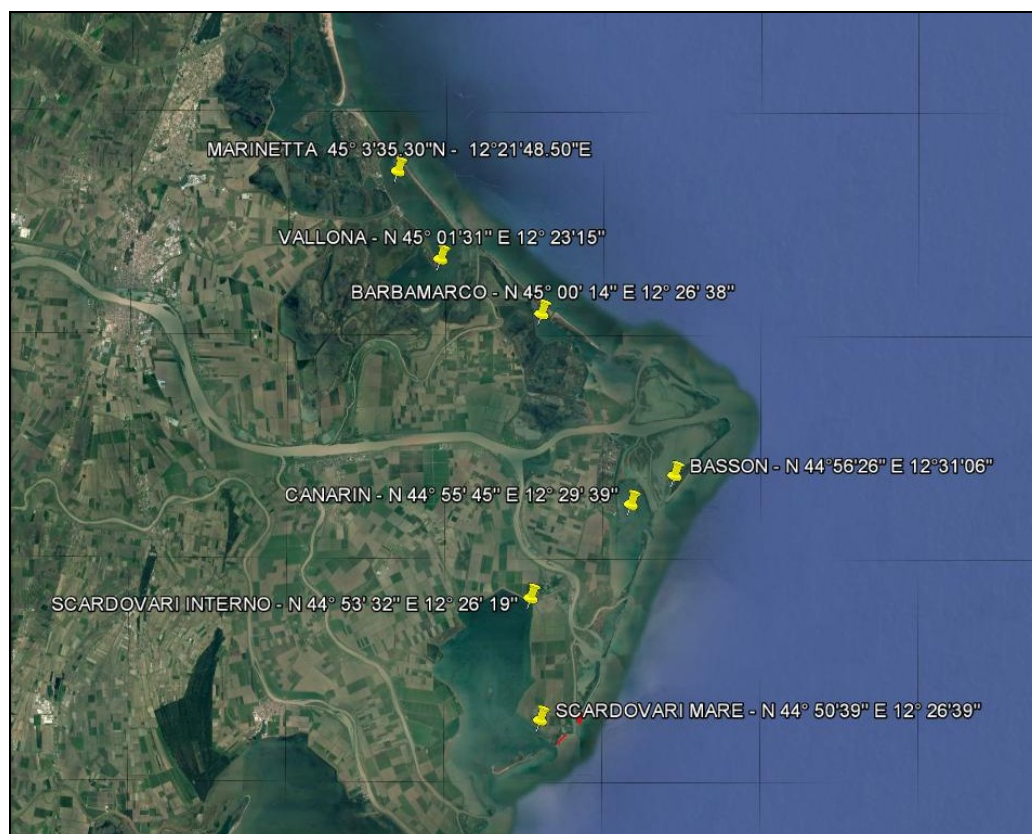 MARINETTA  45° 3'35.30"N -  12°21'48.50"E
VALLONA - N 45° 01'31" E 12° 23'15"
BARBAMARCO - N 45° 00' 14" E 12° 26' 38"
BASSON - N 44°56'26" E 12°31'06"
CANARIN - N 44° 55' 45" E 12° 29' 39"
SCARDOVARI INTERNO - N 44° 53' 32" E 12° 26' 19"
SCARDOVARI MARE - N 44° 50'39" E 12° 26'39"